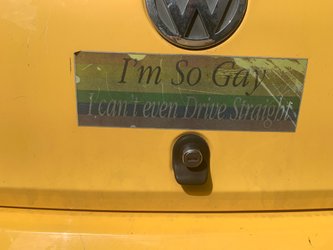 I'm So Gay
I can't even Drive Straight